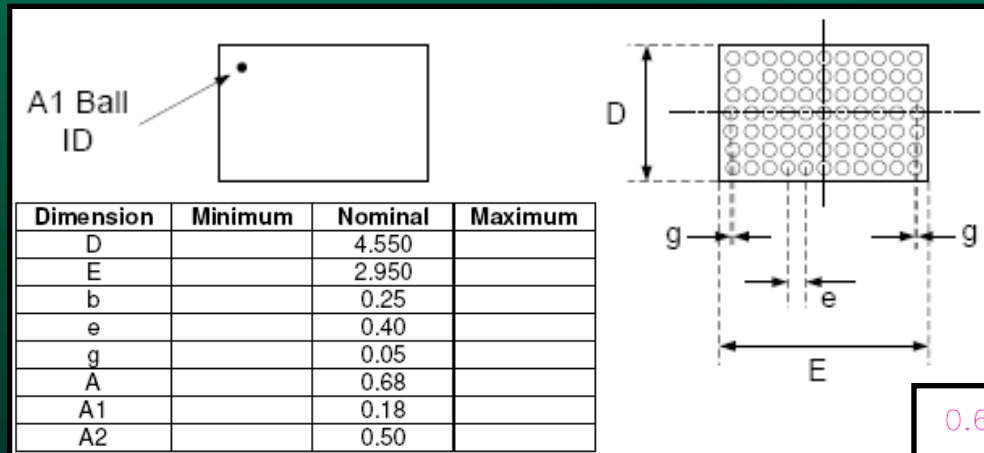 A1 Ball
ID
D
g
g
e
E
Dimension Minimum Nominal Maximum
D 4.550
E 2.950
b 0.25
e 0.40
g 0.05
A 0.68
A1 0.18
A2 0.50